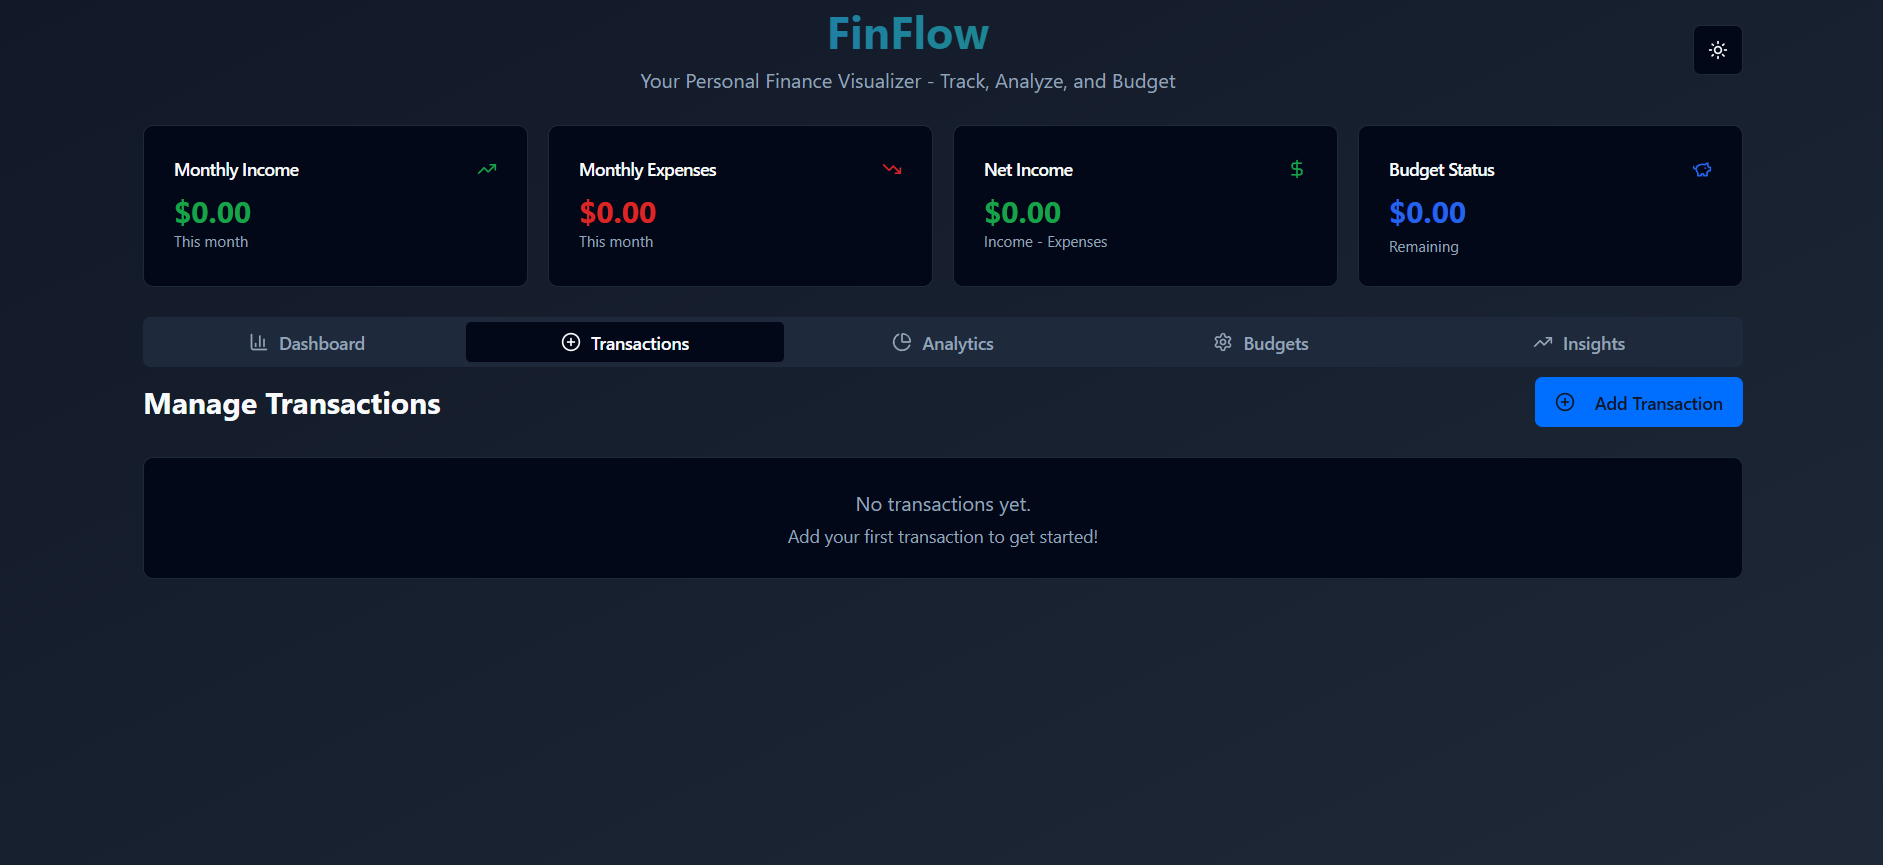 FinFlow
Your Personal Finance Visualizer - Track, Analyze, and Budget
Monthly Income
$0.00
This month
Monthly Expenses
$0.00
This month
Net Income
$0.00
Income - Expenses
Budget Status
$0.00
Remaining
Dashboard
Transactions
Analytics
Budgets
Insights
Manage Transactions
Add Transaction
No transactions yet.
Add your first transaction to get started!